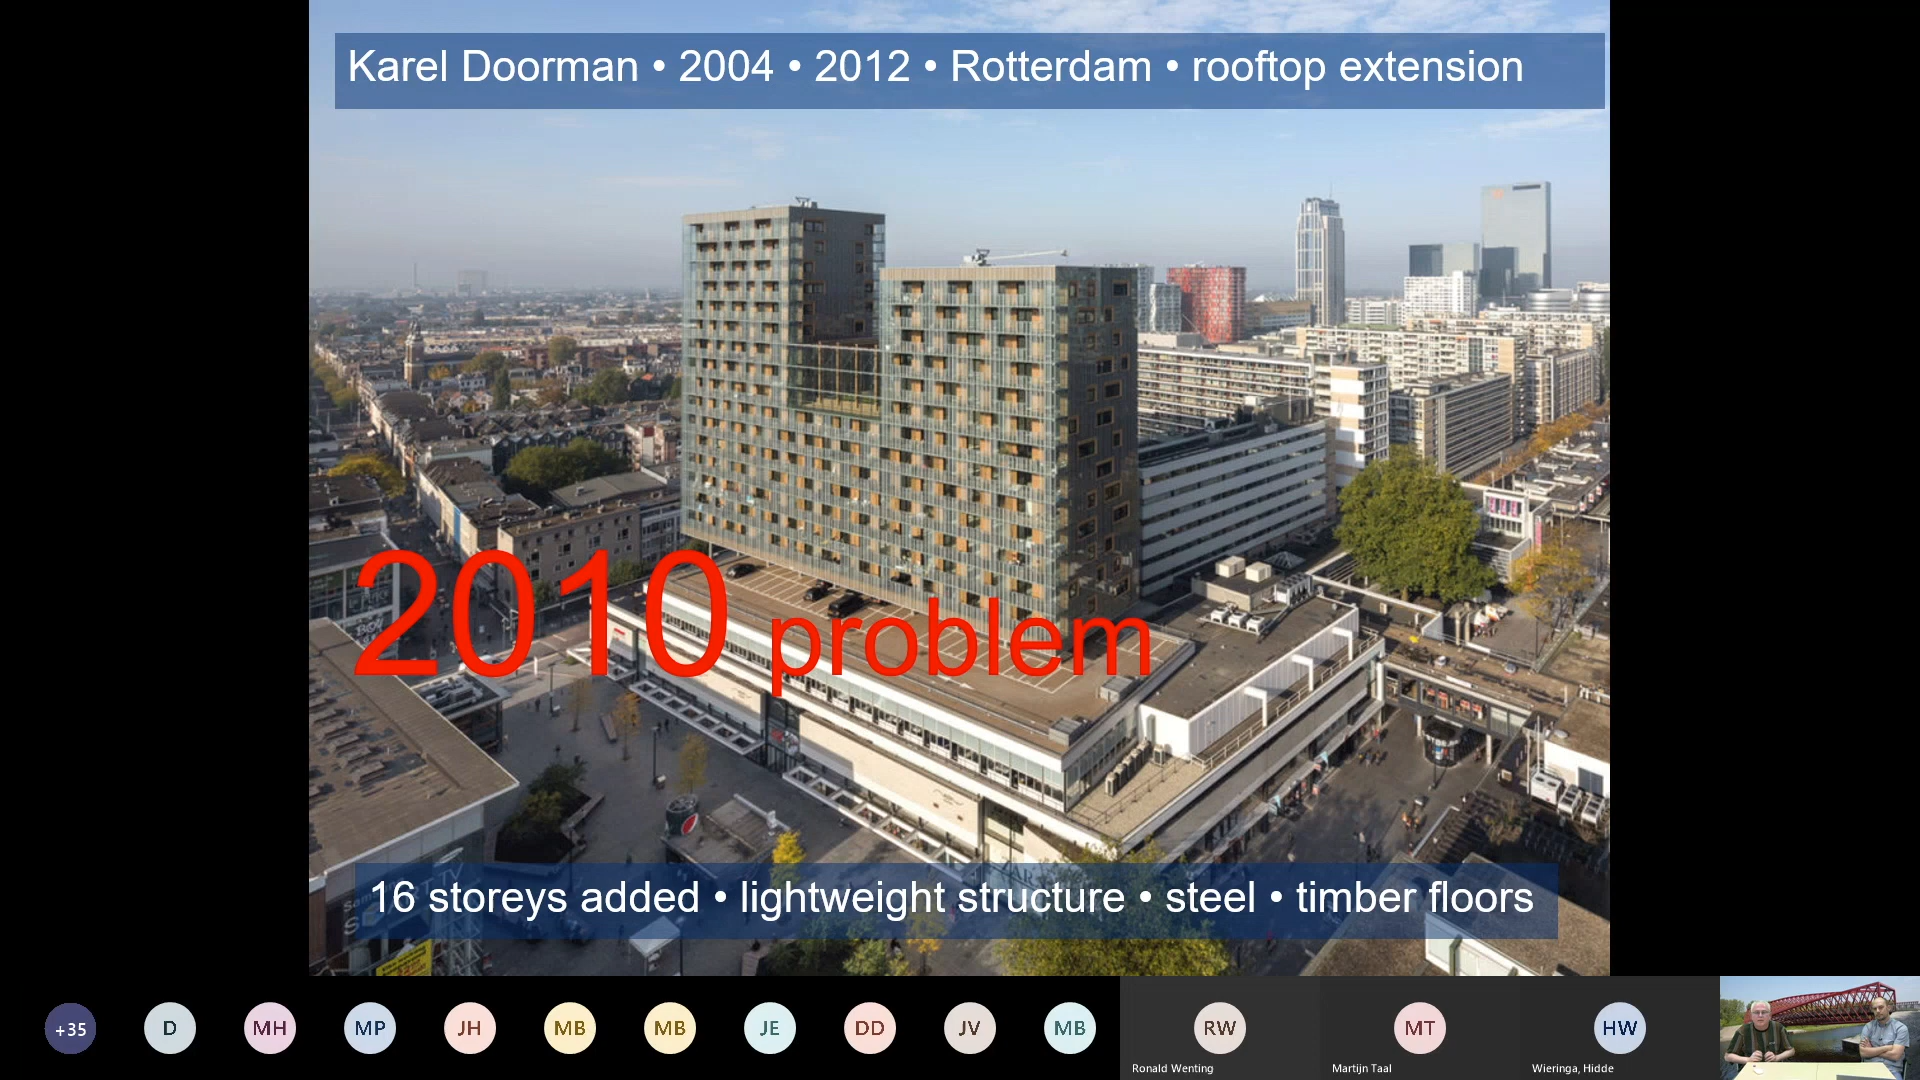 Karel Doorman • 2004 • 2012 • Rotterdam • rooftop extension
2010 problem
16 storeys added • lightweight structure • steel • timber floors
+35
D
MH
MP
JH
MB
MB
JE
DD
JV
MB
RW
Ronald Wenting
MT
Martijn Taal
HW
Wieringa, Hidde